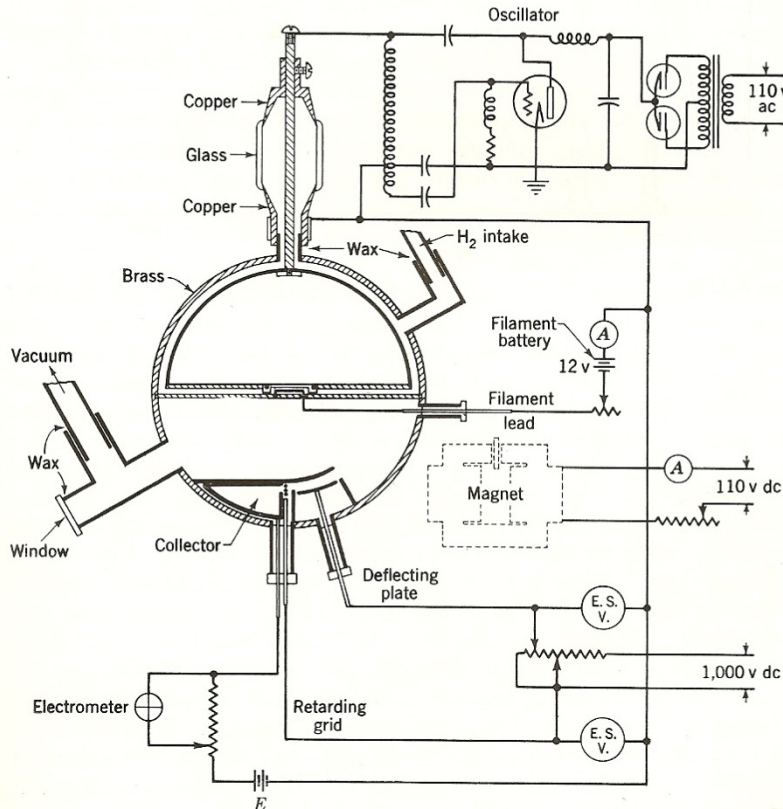 Oscillator
110 v
ac
Copper
Glass
Copper
Wax
H₂ intake
Brass
Filament
battery
A
12 v
Vacuum
Filament
lead
Wax
A
Magnet
110 v dc
Window
Collector
Deflecting
plate
E. S.
V.
1,000 v dc
Electrometer
Retarding
grid
E. S.
V.
E